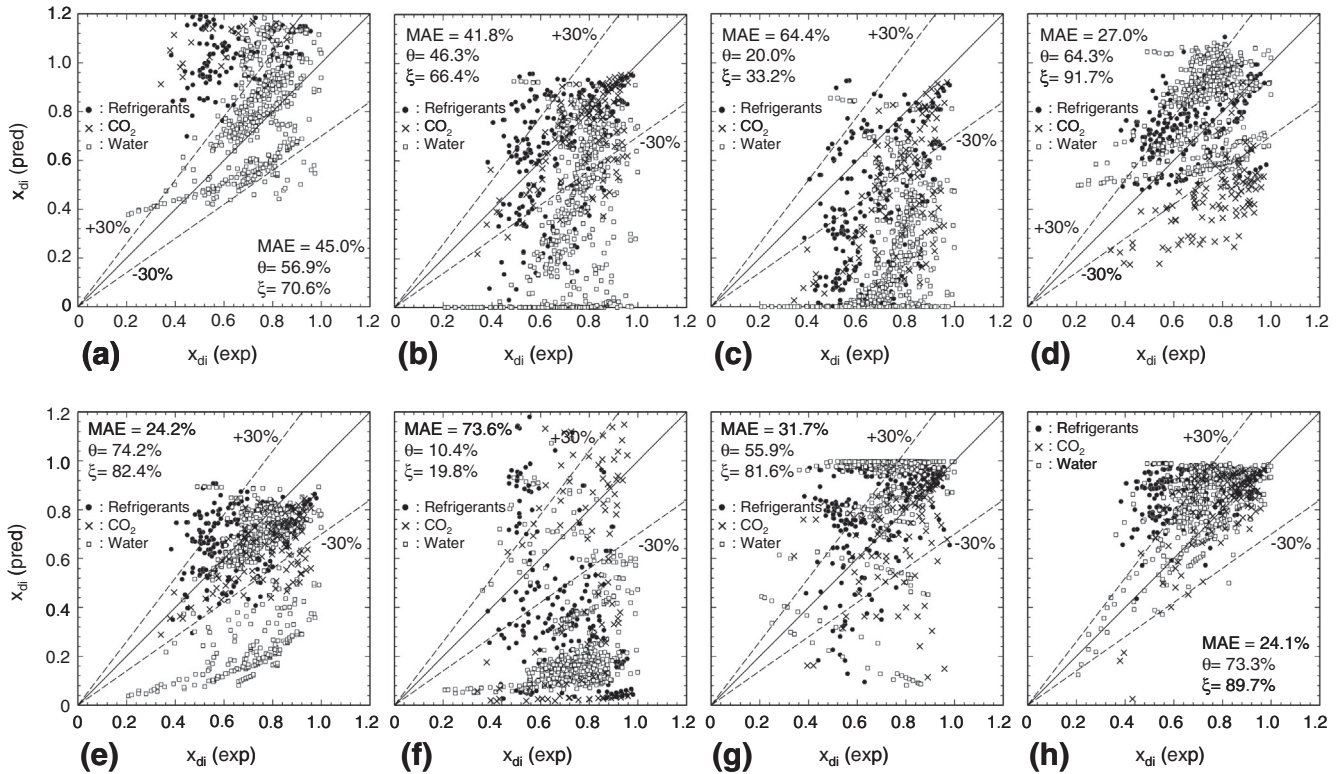 1.2
1.0
0.8
0.6
0.4
0.2
0
x_di (pred)
● : Refrigerants
× : CO₂
□ : Water
+30%
-30%
MAE = 45.0%
θ= 56.9%
ξ= 70.6%
0 0.2 0.4 0.6 0.8 1.0 1.2
(a) x_di (exp)
MAE = 41.8%
θ= 46.3%
ξ= 66.4%
+30%
● : Refrigerants
× : CO₂
□ : Water
-30%
0 0.2 0.4 0.6 0.8 1.0 1.2
(b) x_di (exp)
MAE = 64.4%
θ= 20.0%
ξ= 33.2%
+30%
● : Refrigerants
× : CO₂
□ : Water
-30%
0 0.2 0.4 0.6 0.8 1.0 1.2
(c) x_di (exp)
MAE = 27.0%
θ= 64.3%
ξ= 91.7%
● : Refrigerants
× : CO₂
□ : Water
+30%
-30%
0 0.2 0.4 0.6 0.8 1.0 1.2
(d) x_di (exp)
1.2
1.0
0.8
0.6
0.4
0.2
0
x_di (pred)
MAE = 24.2%
θ= 74.2%
ξ= 82.4%
+30%
● : Refrigerants
× : CO₂
□ : Water
-30%
0 0.2 0.4 0.6 0.8 1.0 1.2
(e) x_di (exp)
MAE = 73.6%
θ= 10.4%
ξ= 19.8%
+30%
● : Refrigerants
× : CO₂
□ : Water
-30%
0 0.2 0.4 0.6 0.8 1.0 1.2
(f) x_di (exp)
MAE = 31.7%
θ= 55.9%
ξ= 81.6%
+30%
● : Refrigerants
× : CO₂
□ : Water
-30%
0 0.2 0.4 0.6 0.8 1.0 1.2
(g) x_di (exp)
● : Refrigerants
× : CO₂
□ : Water
+30%
-30%
MAE = 24.1%
θ= 73.3%
ξ= 89.7%
0 0.2 0.4 0.6 0.8 1.0 1.2
(h) x_di (exp)